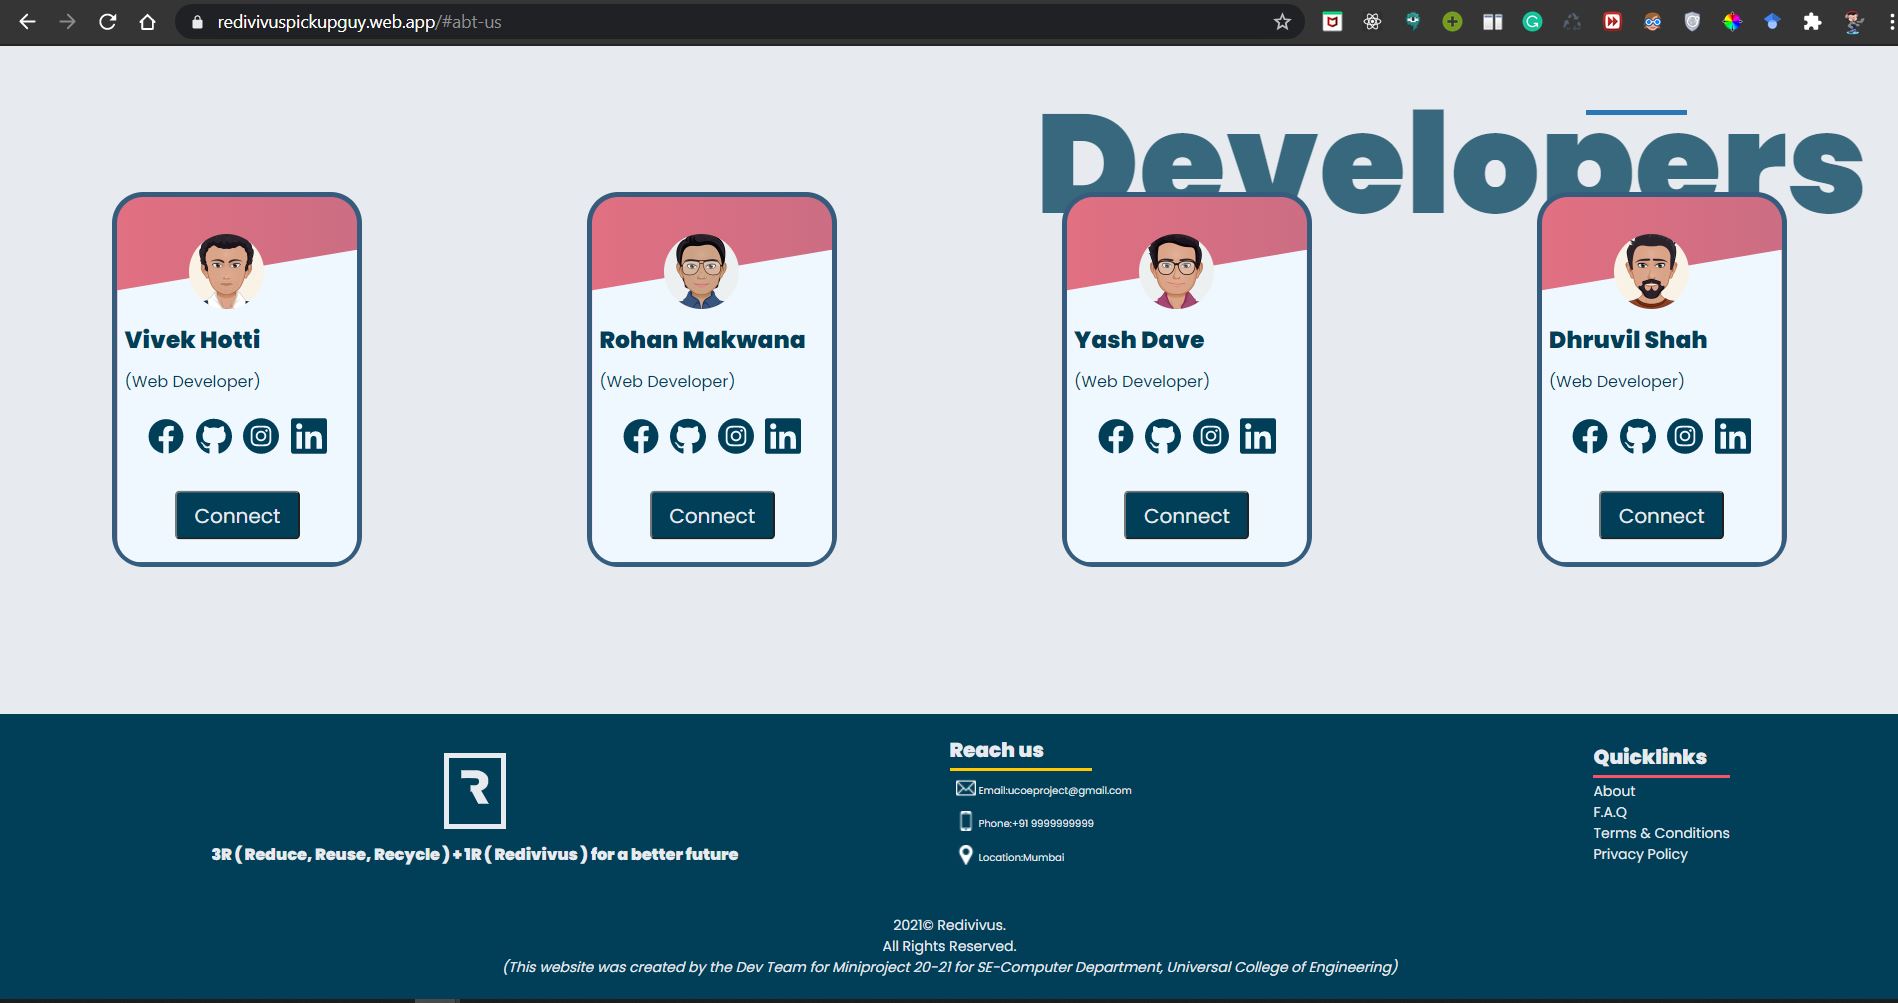 redivivuspickupguy.web.app/#abt-us
Developers
Vivek Hotti
(Web Developer)
Connect
Rohan Makwana
(Web Developer)
Connect
Yash Dave
(Web Developer)
Connect
Dhruvil Shah
(Web Developer)
Connect
R
3R ( Reduce, Reuse, Recycle ) + 1R ( Redivivus ) for a better future
Reach us
Email:ucoeproject@gmail.com
Phone:+91 9999999999
Location:Mumbai
Quicklinks
About
F.A.Q
Terms & Conditions
Privacy Policy
2021© Redivivus.
All Rights Reserved.
(This website was created by the Dev Team for Miniproject 20-21 for SE-Computer Department, Universal College of Engineering)